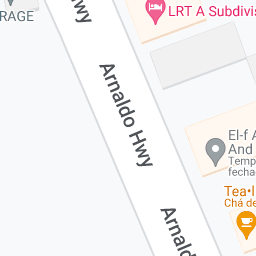 RAGE
Hwy
LRT A Subdivis
Arnaldo Hwy
El-f A
And
Temp
fecha
Tea•I
Chá de
Arnald